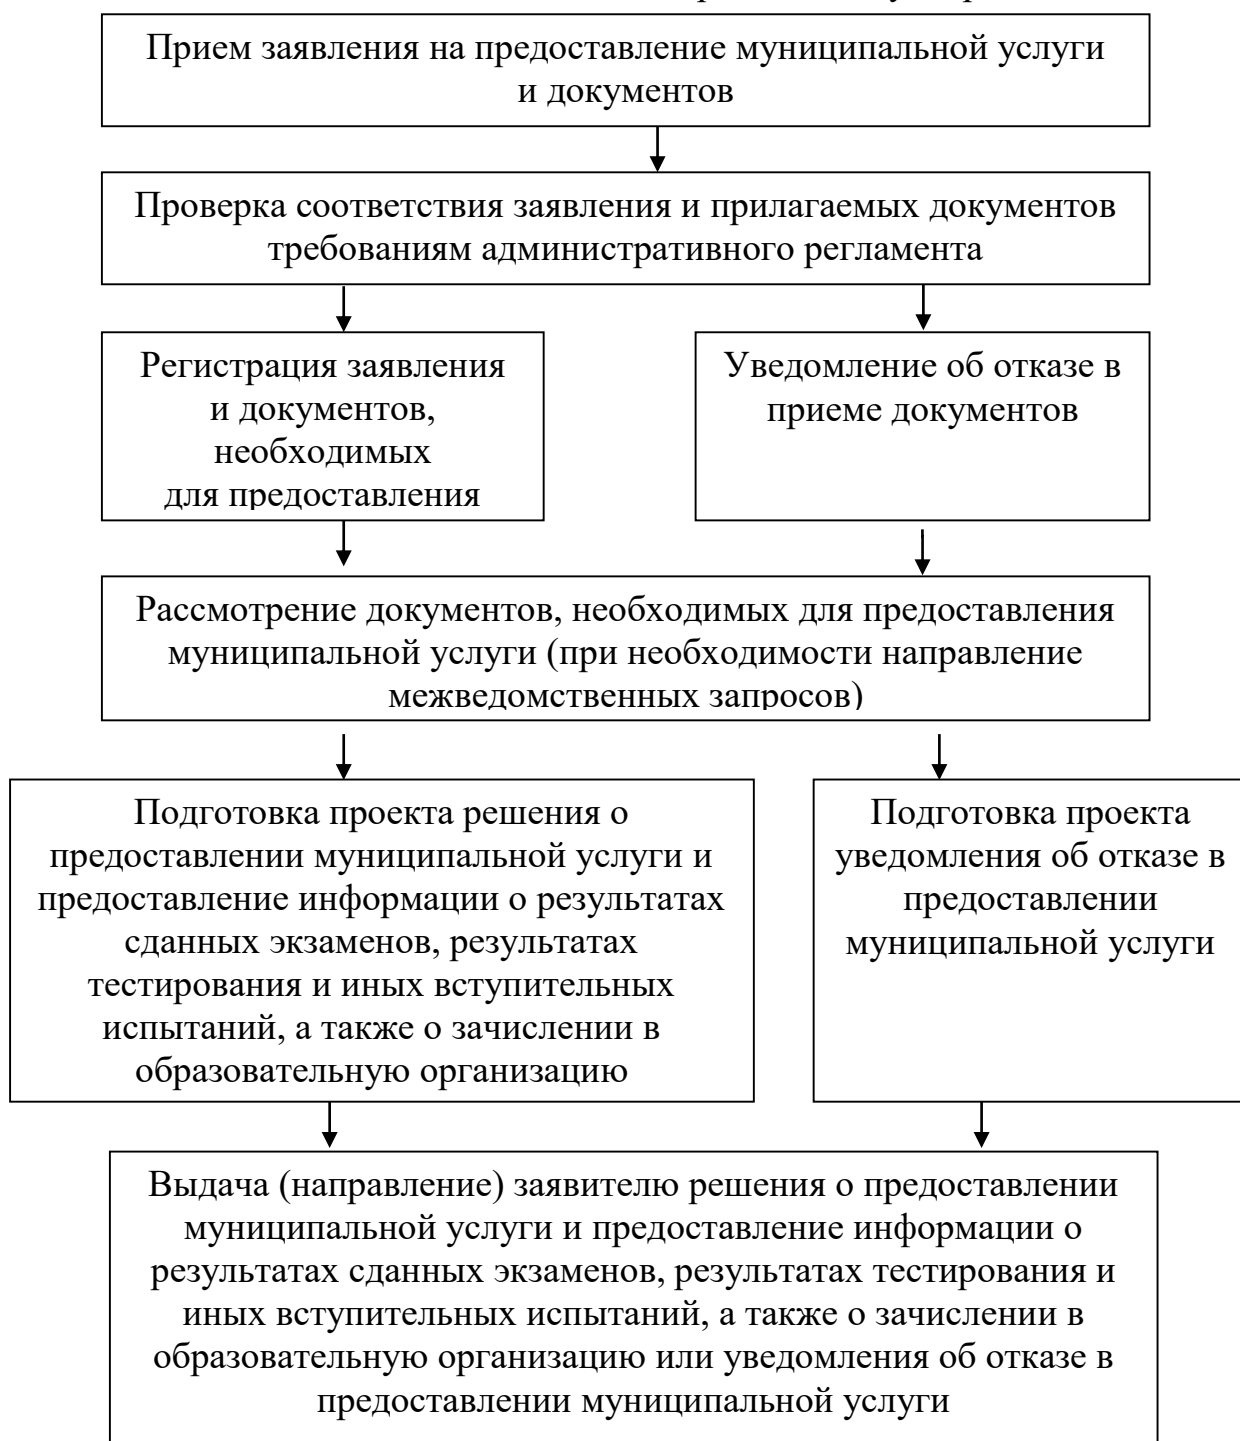 Прием заявления на предоставление муниципальной услуги
и документов
Проверка соответствия заявления и прилагаемых документов
требованиям административного регламента
Регистрация заявления
и документов,
необходимых
для предоставления
Уведомление об отказе в
приеме документов
Рассмотрение документов, необходимых для предоставления
муниципальной услуги (при необходимости направление
межведомственных запросов)
Подготовка проекта решения о
предоставлении муниципальной услуги и
предоставление информации о результатах
сданных экзаменов, результатах
тестирования и иных вступительных
испытаний, а также о зачислении в
образовательную организацию
Подготовка проекта
уведомления об отказе в
предоставлении
муниципальной услуги
Выдача (направление) заявителю решения о предоставлении
муниципальной услуги и предоставление информации о
результатах сданных экзаменов, результатах тестирования и
иных вступительных испытаний, а также о зачислении в
образовательную организацию или уведомления об отказе в
предоставлении муниципальной услуги